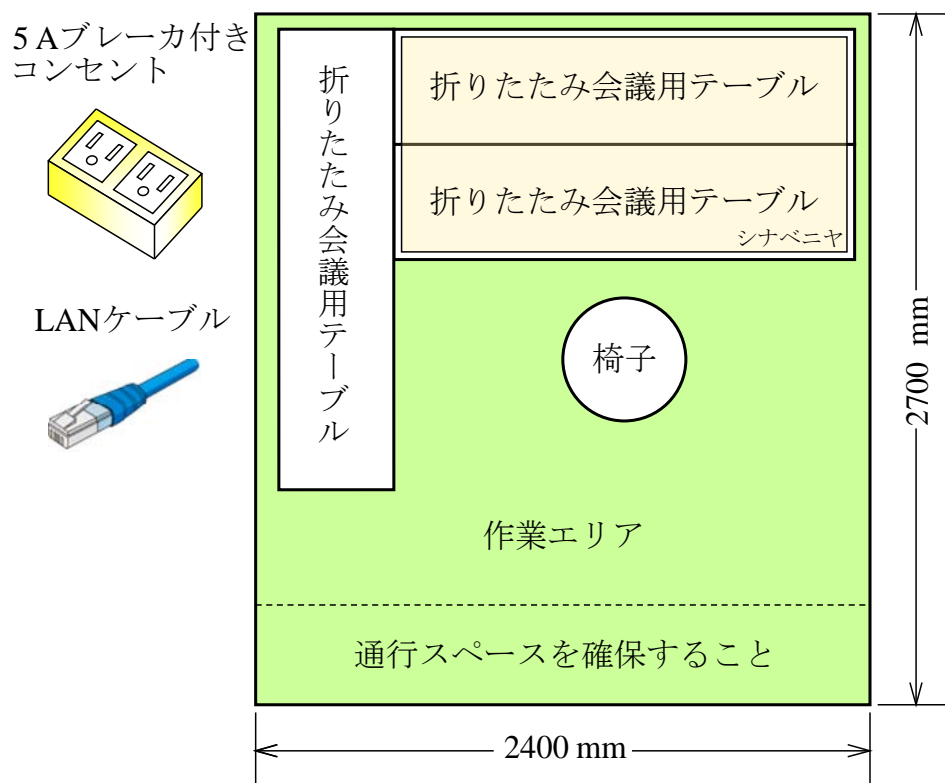 5 Aブレーカ付き
コンセント
LANケーブル
折りたたみ会議用テーブル
折りたたみ会議用テーブル
折りたたみ会議用テーブル
シナベニヤ
椅子
作業エリア
通行スペースを確保すること
2700 mm
2400 mm